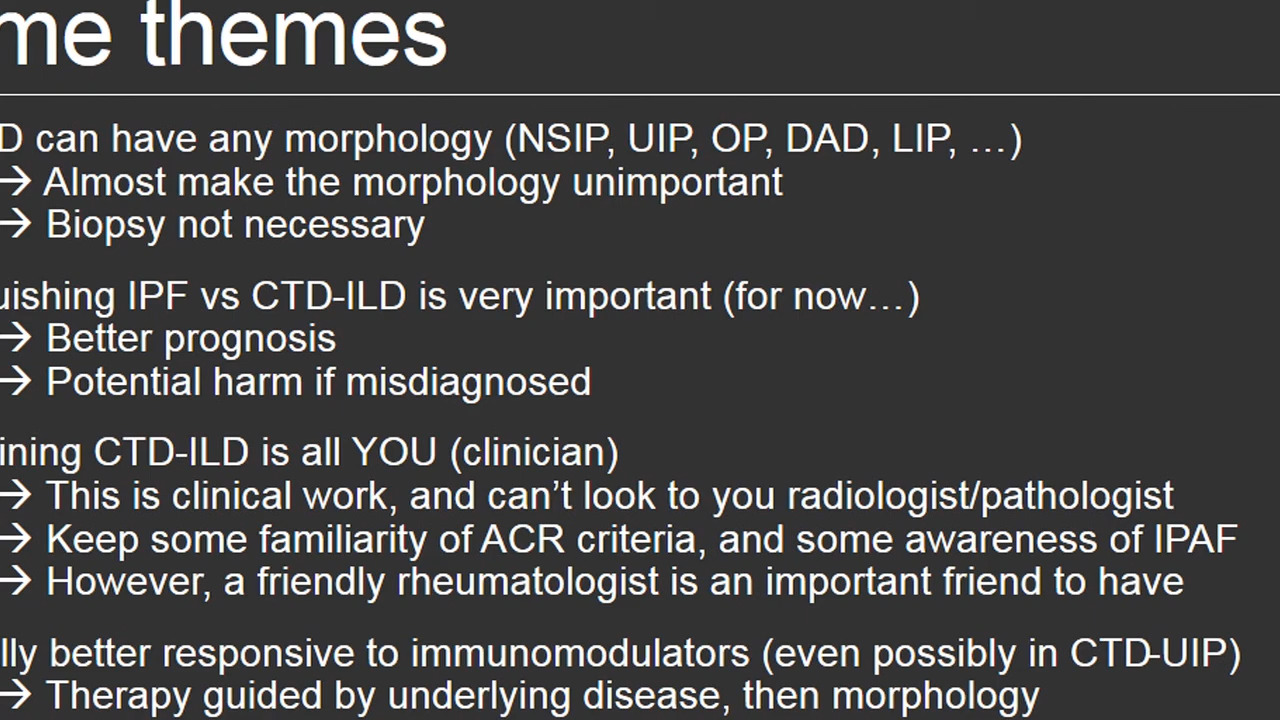 me themes
D can have any morphology (NSIP, UIP, OP, DAD, LIP, …)
→ Almost make the morphology unimportant
→ Biopsy not necessary
uishing IPF vs CTD-ILD is very important (for now…)
→ Better prognosis
→ Potential harm if misdiagnosed
ining CTD-ILD is all YOU (clinician)
→ This is clinical work, and can’t look to you radiologist/pathologist
→ Keep some familiarity of ACR criteria, and some awareness of IPAF
→ However, a friendly rheumatologist is an important friend to have
lly better responsive to immunomodulators (even possibly in CTD-UIP)
→ Therapy guided by underlying disease, then morphology